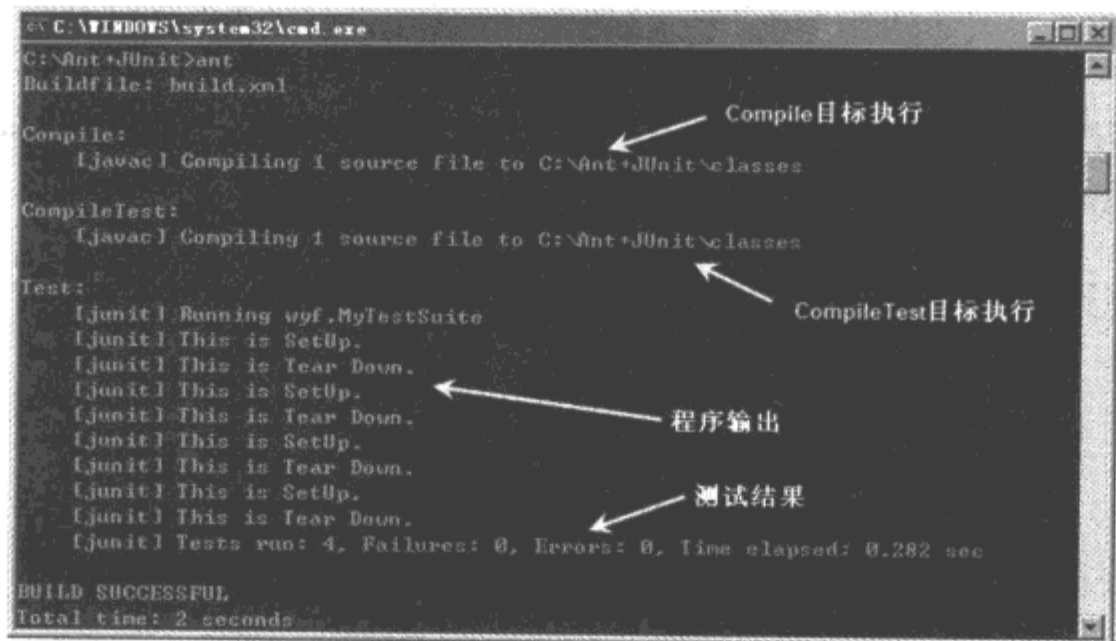 C:\WINDOWS\system32\cmd.exe
C:\Ant+JUnit>ant
Buildfile: build.xml
Compile目标执行
Compile:
[javac] Compiling 1 source file to C:\Ant+JUnit\classes
CompileTest:
[javac] Compiling 1 source file to C:\Ant+JUnit\classes
CompileTest目标执行
Test:
[junit] Running wyf.MyTestSuite
[junit] This is SetUp.
[junit] This is Tear Down.
[junit] This is SetUp.
[junit] This is Tear Down.
程序输出
[junit] This is SetUp.
[junit] This is Tear Down.
[junit] This is SetUp.
测试结果
[junit] This is Tear Down.
[junit] Tests run: 4, Failures: 0, Errors: 0, Time elapsed: 0.282 sec
BUILD SUCCESSFUL
Total time: 2 seconds